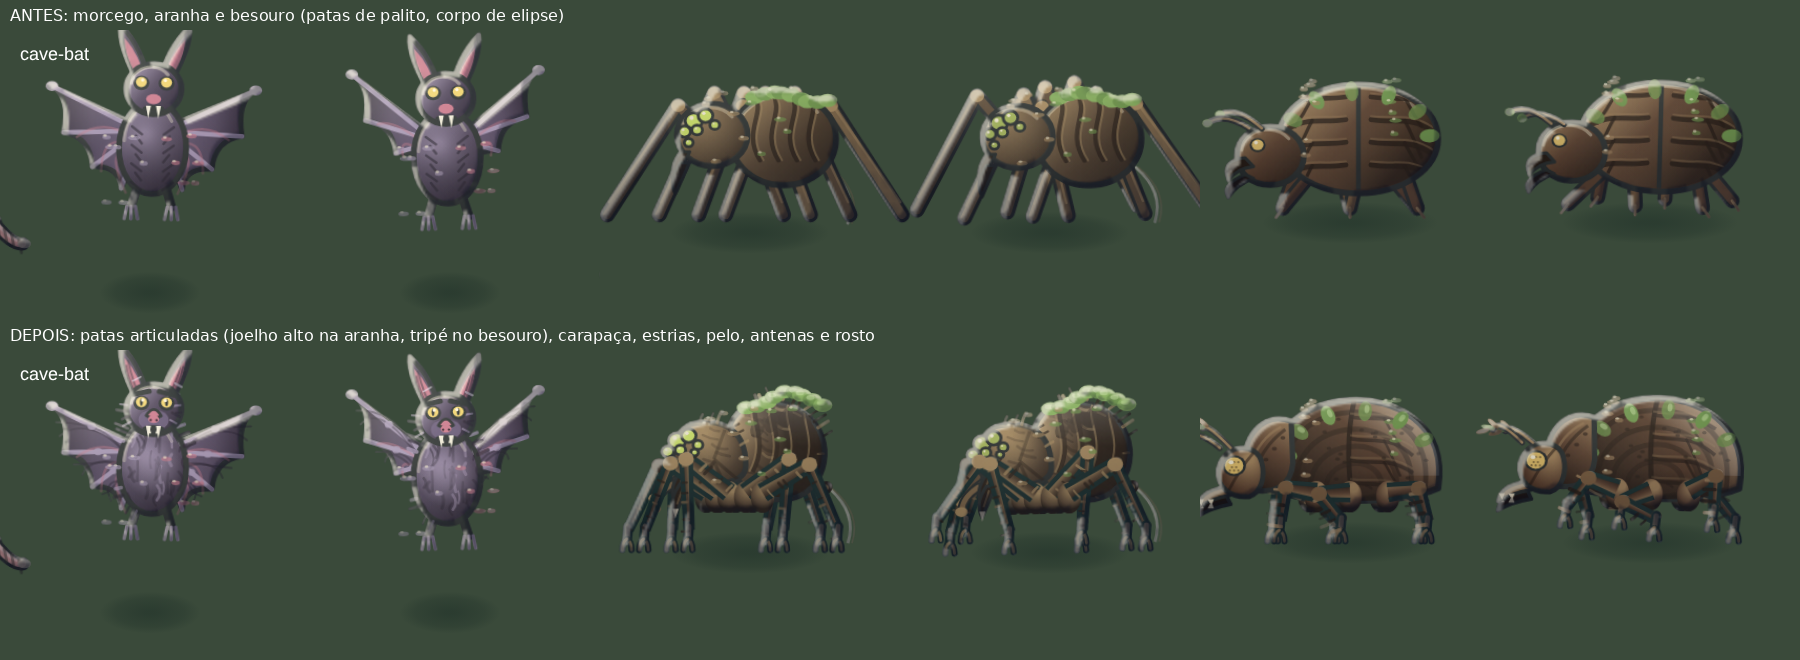 ANTES: morcego, aranha e besouro (patas de palito, corpo de elipse)
cave-bat
DEPOIS: patas articuladas (joelho alto na aranha, tripé no besouro), carapaça, estrias, pelo, antenas e rosto
cave-bat